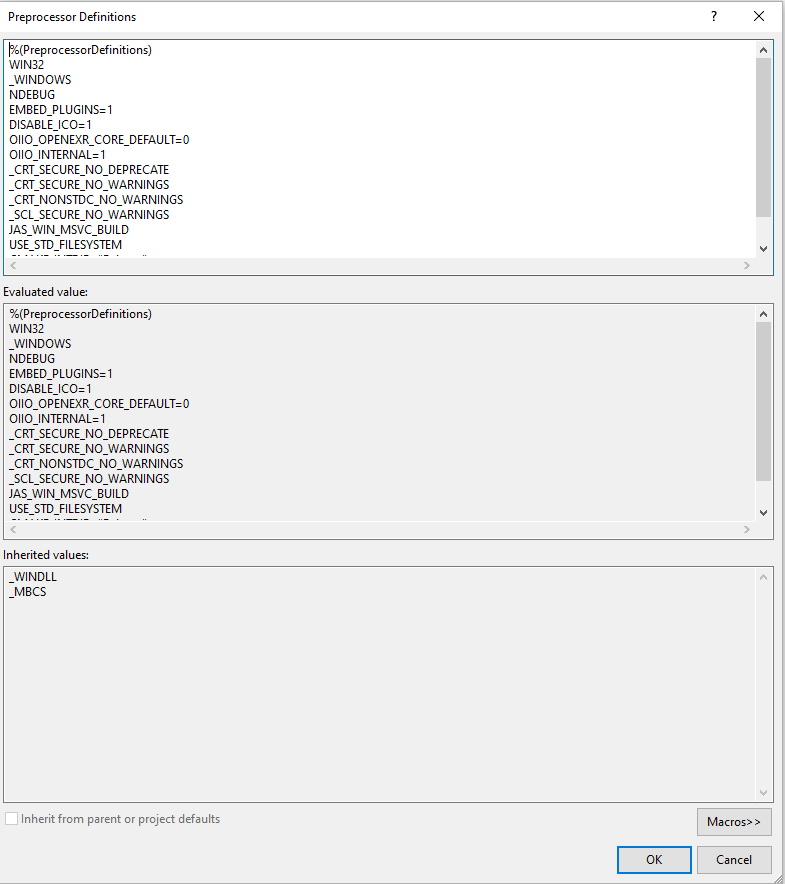 Preprocessor Definitions
?
%(PreprocessorDefinitions)
WIN32
_WINDOWS
NDEBUG
EMBED_PLUGINS=1
DISABLE_ICO=1
OIIO_OPENEXR_CORE_DEFAULT=0
OIIO_INTERNAL=1
_CRT_SECURE_NO_DEPRECATE
_CRT_SECURE_NO_WARNINGS
_CRT_NONSTDC_NO_WARNINGS
_SCL_SECURE_NO_WARNINGS
JAS_WIN_MSVC_BUILD
USE_STD_FILESYSTEM
Evaluated value:
%(PreprocessorDefinitions)
WIN32
_WINDOWS
NDEBUG
EMBED_PLUGINS=1
DISABLE_ICO=1
OIIO_OPENEXR_CORE_DEFAULT=0
OIIO_INTERNAL=1
_CRT_SECURE_NO_DEPRECATE
_CRT_SECURE_NO_WARNINGS
_CRT_NONSTDC_NO_WARNINGS
_SCL_SECURE_NO_WARNINGS
JAS_WIN_MSVC_BUILD
USE_STD_FILESYSTEM
Inherited values:
_WINDLL
_MBCS
Inherit from parent or project defaults
Macros>>
OK
Cancel